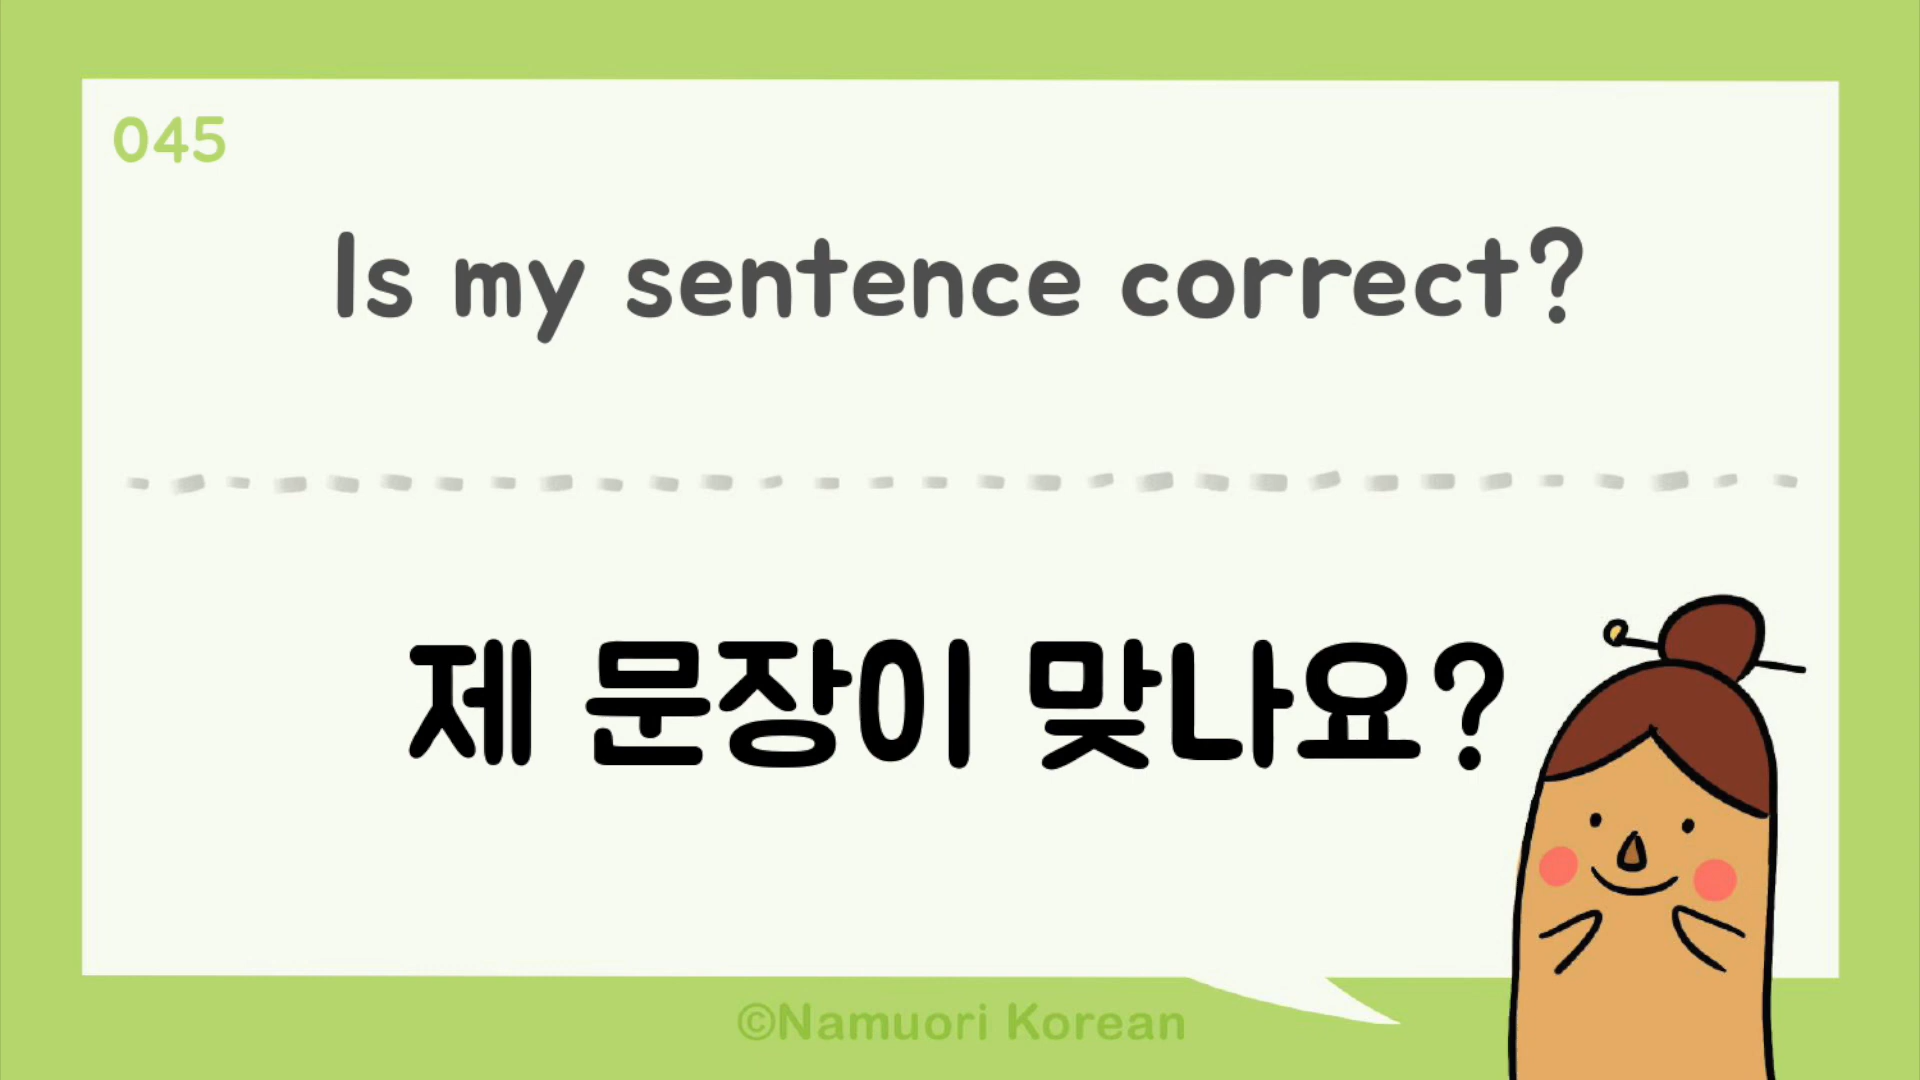 045
Is my sentence correct?
제 문장이 맞나요?
©Namuori Korean